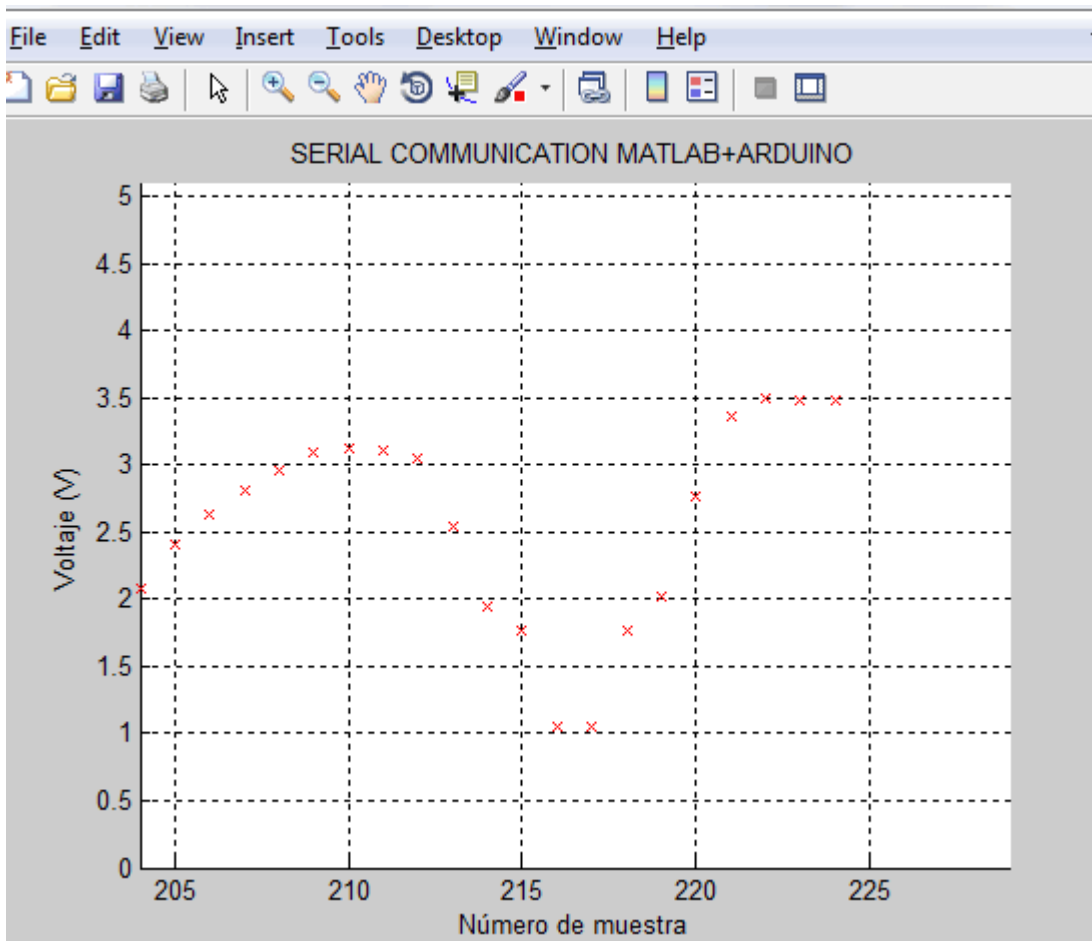 File Edit View Insert Tools Desktop Window Help
SERIAL COMMUNICATION MATLAB+ARDUINO
5
4.5
4
3.5
3
2.5
2
1.5
1
0.5
0
Voltaje (V)
205 210 215 220 225
Número de muestra